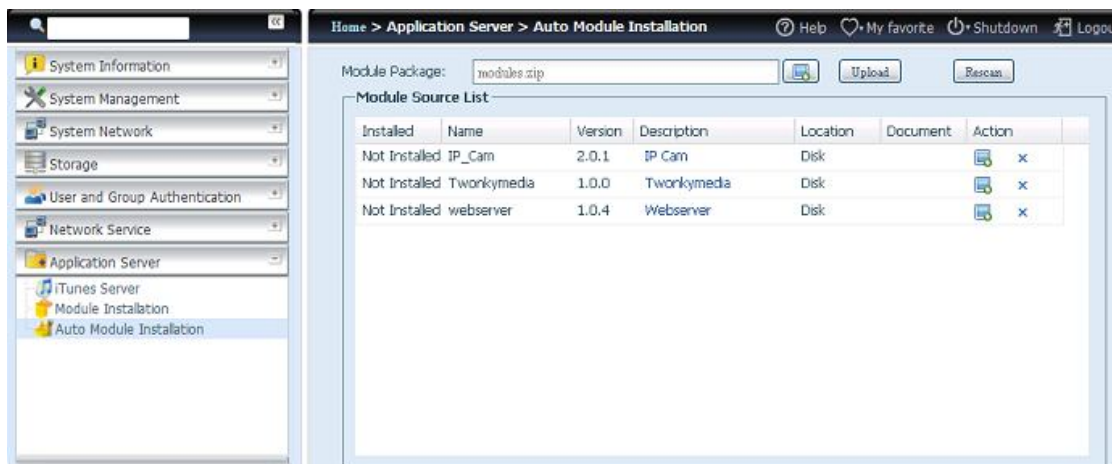 Home > Application Server > Auto Module Installation
Help My favorite Shutdown Logou
System Information
System Management
System Network
Storage
User and Group Authentication
Network Service
Application Server
iTunes Server
Module Installation
Auto Module Installation
Module Package: modules.zip Upload Rescan
Module Source List
Installed Name Version Description Location Document Action
Not Installed IP_Cam 2.0.1 IP Cam Disk
Not Installed Twonkymedia 1.0.0 Twonkymedia Disk
Not Installed webserver 1.0.4 Webserver Disk